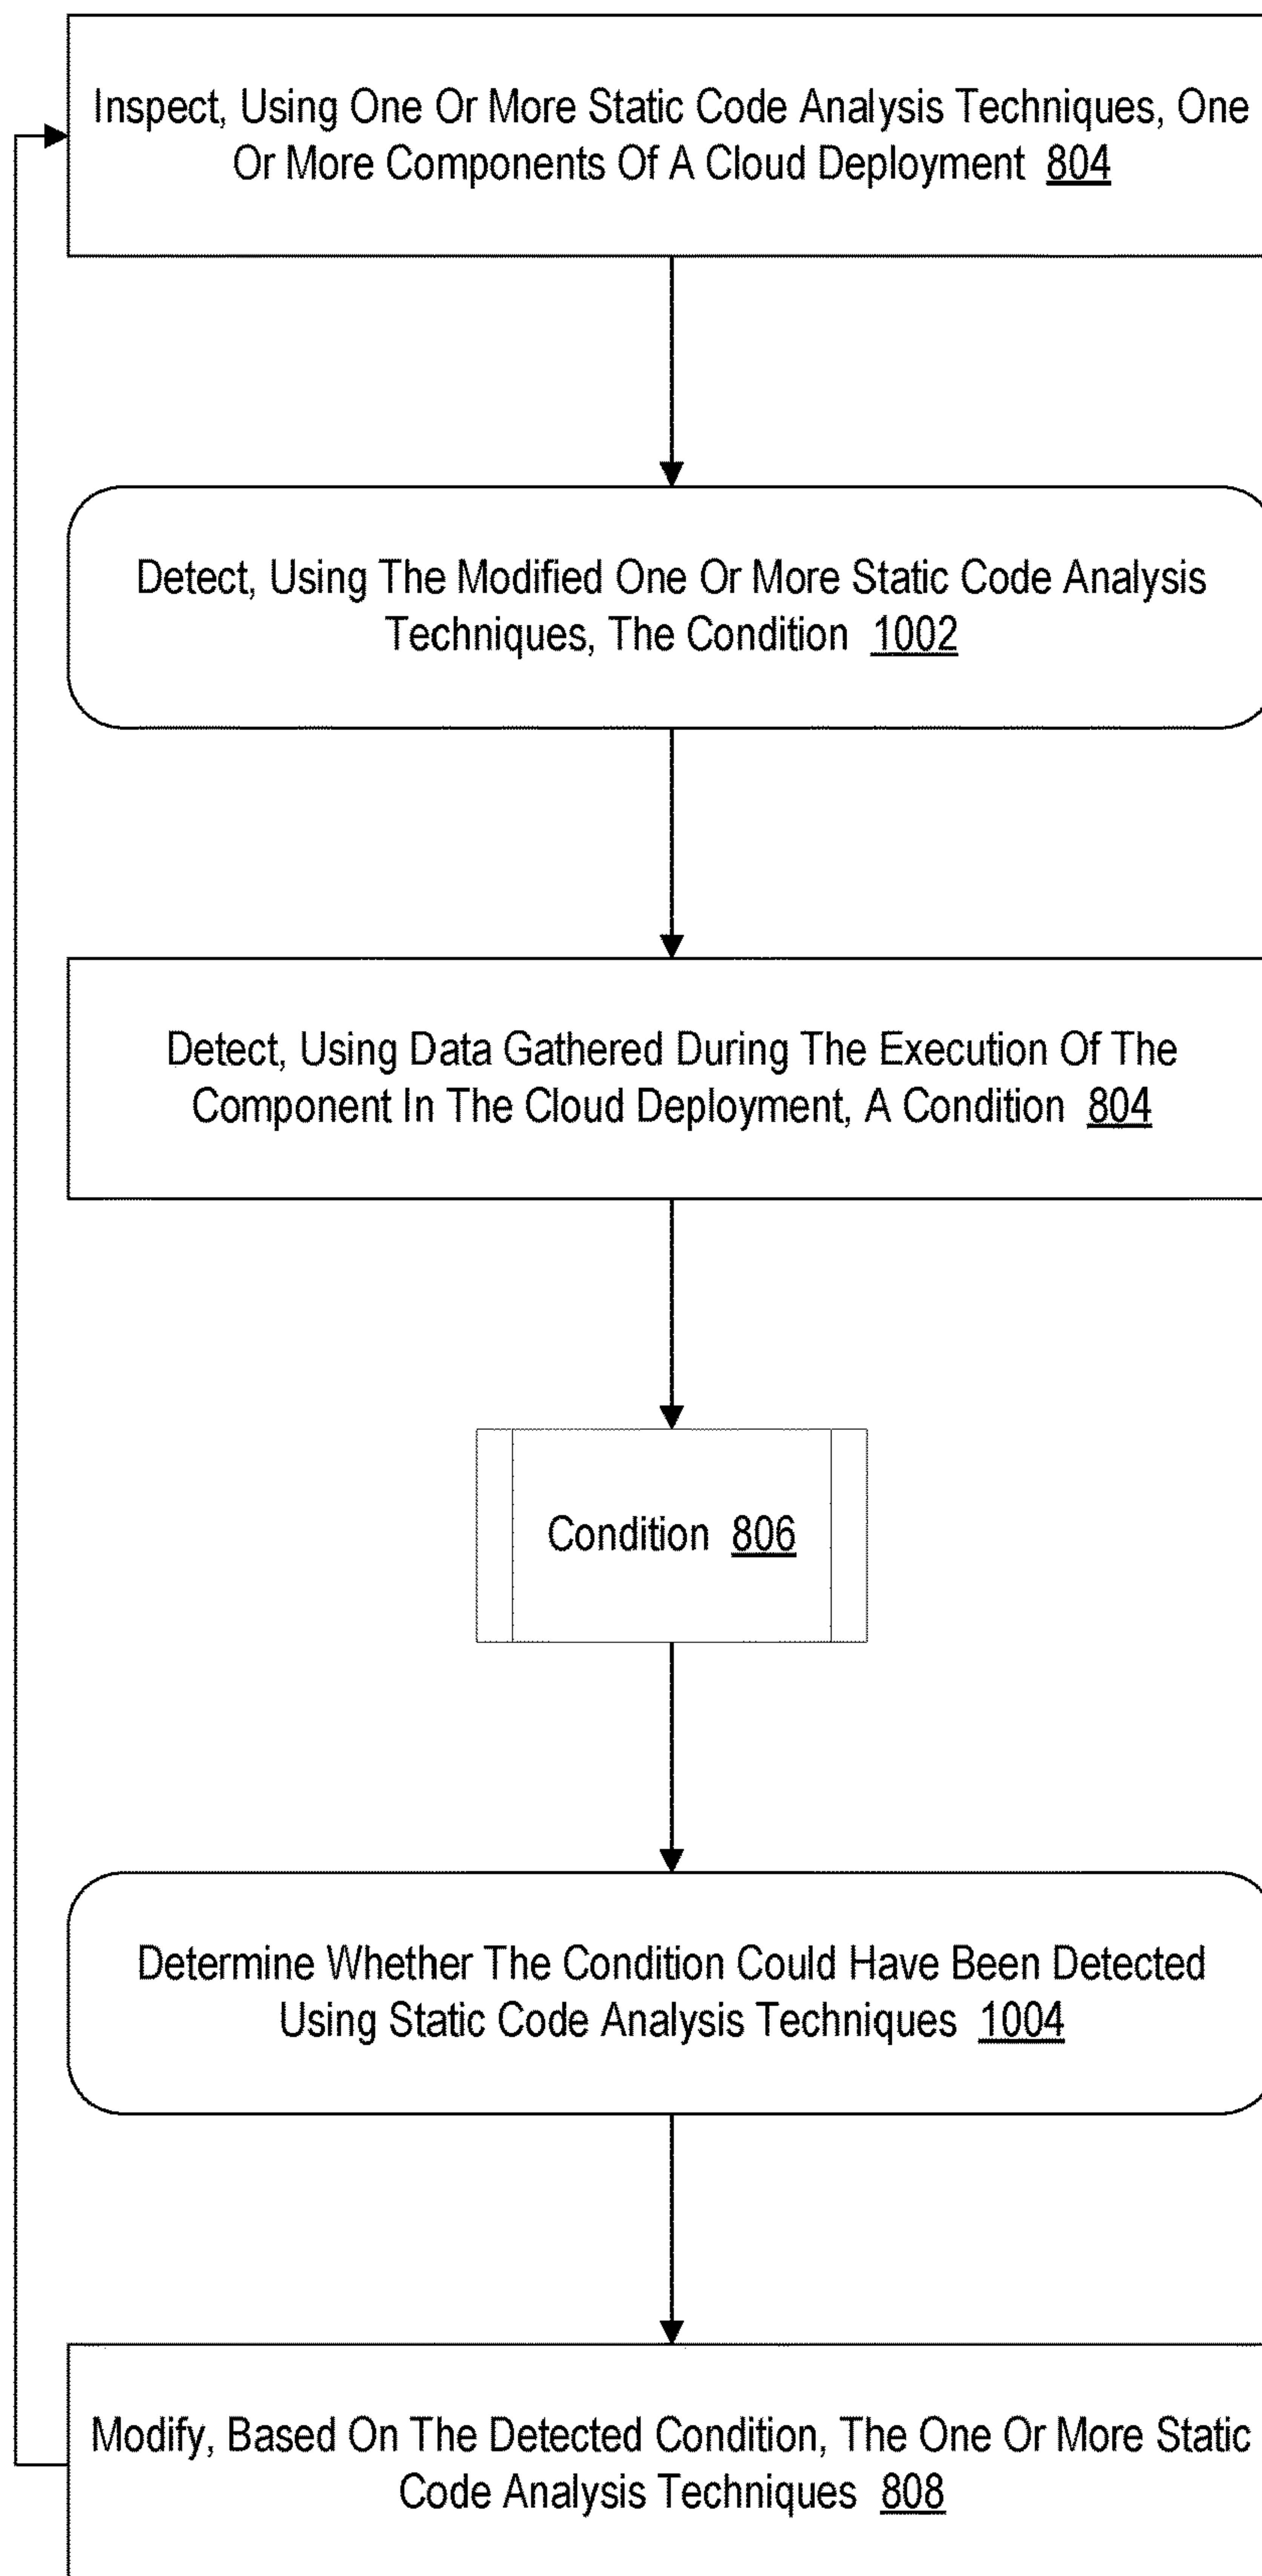 Inspect, Using One Or More Static Code Analysis Techniques, One
Or More Components Of A Cloud Deployment 804
Detect, Using The Modified One Or More Static Code Analysis
Techniques, The Condition 1002
Detect, Using Data Gathered During The Execution Of The
Component In The Cloud Deployment, A Condition 804
Condition 806
Determine Whether The Condition Could Have Been Detected
Using Static Code Analysis Techniques 1004
Modify, Based On The Detected Condition, The One Or More Static
Code Analysis Techniques 808